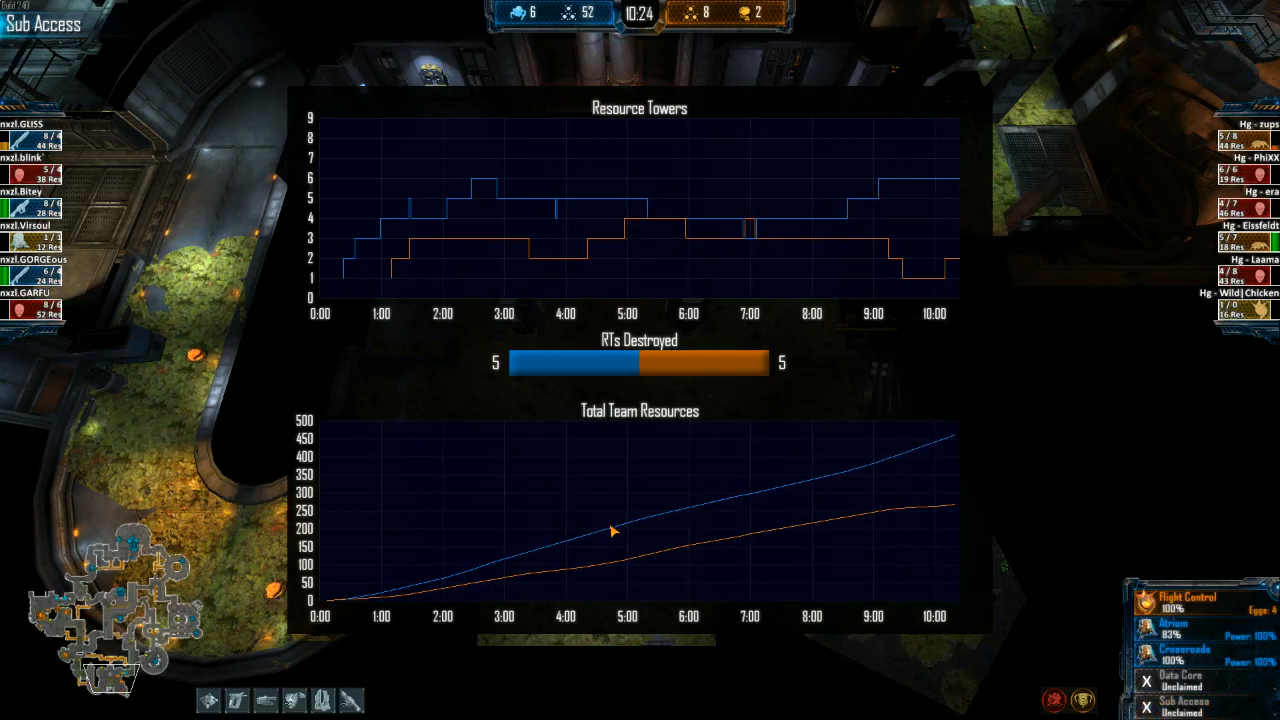 Build 240
Sub Access
6 52 10:24 8 2
nxzl.GLISS
8 / 4
44 Res
nxzl.blink`
5 / 4
38 Res
nxzl.Bitey
8 / 6
28 Res
nxzl.Virsoul
1 / 1
12 Res
nxzl.GORGEous
6 / 4
24 Res
nxzl.GARFU
8 / 6
52 Res
Resource Towers
9
8
7
6
5
4
3
2
1
0
0:00 1:00 2:00 3:00 4:00 5:00 6:00 7:00 8:00 9:00 10:00
RTs Destroyed
5 5
Total Team Resources
500
450
400
350
300
250
200
150
100
50
0
0:00 1:00 2:00 3:00 4:00 5:00 6:00 7:00 8:00 9:00 10:00
Hg - zups
5 / 8
44 Res
Hg - PhiXX
6 / 6
19 Res
Hg - era
4 / 7
46 Res
Hg - Eissfeldt
5 / 7
18 Res
Hg - Laama
4 / 8
43 Res
Hg - Wild|Chicken
1 / 0
16 Res
Flight Control
100% Eggs: 4
Atrium
83% Power: 100%
Crossroads
100% Power: 100%
X Data Core
Unclaimed
X Sub Access
Unclaimed